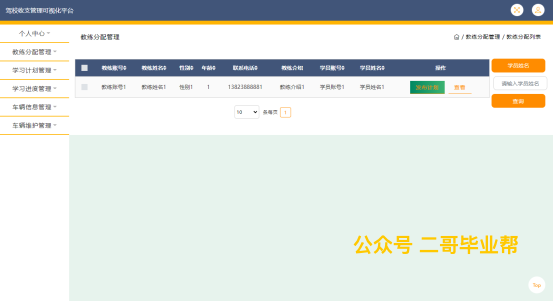 驾校收支管理可视化平台
个人中心
教练分配管理
学习计划管理
学习进度管理
车辆信息管理
车辆维护管理
教练分配管理
/ 教练分配管理 / 教练分配列表
教练账号 教练姓名 性别 年龄 联系电话 教练介绍 学员账号 学员姓名 操作
教练账号1 教练姓名1 性别1 1 13823888881 教练介绍1 学员账号1 学员姓名1 查看
10 条每页 1
学员姓名
请输入学员姓名
查询
公众号 二哥毕业帮
Top